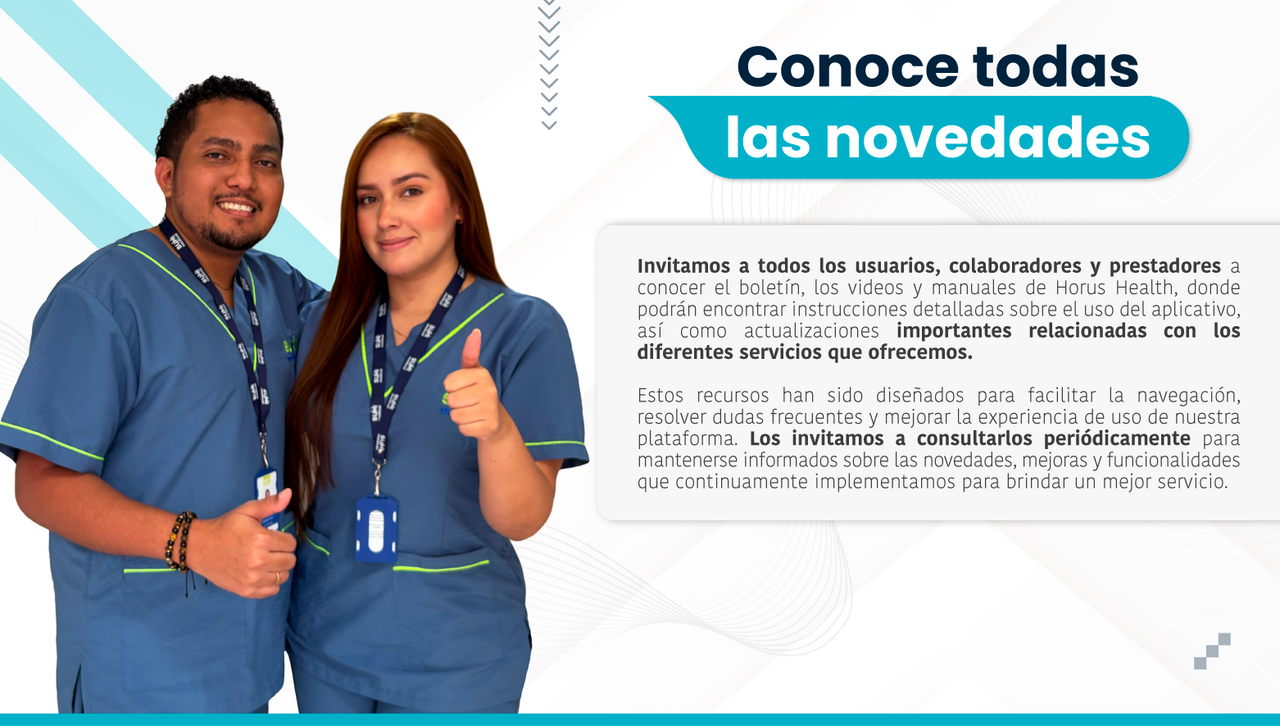 Conoce todas
las novedades
Invitamos a todos los usuarios, colaboradores y prestadores a
conocer el boletín, los videos y manuales de Horus Health, donde
podrán encontrar instrucciones detalladas sobre el uso del aplicativo,
así como actualizaciones importantes relacionadas con los
diferentes servicios que ofrecemos.
Estos recursos han sido diseñados para facilitar la navegación,
resolver dudas frecuentes y mejorar la experiencia de uso de nuestra
plataforma. Los invitamos a consultarlos periódicamente para
mantenerse informados sobre las novedades, mejoras y funcionalidades
que continuamente implementamos para brindar un mejor servicio.